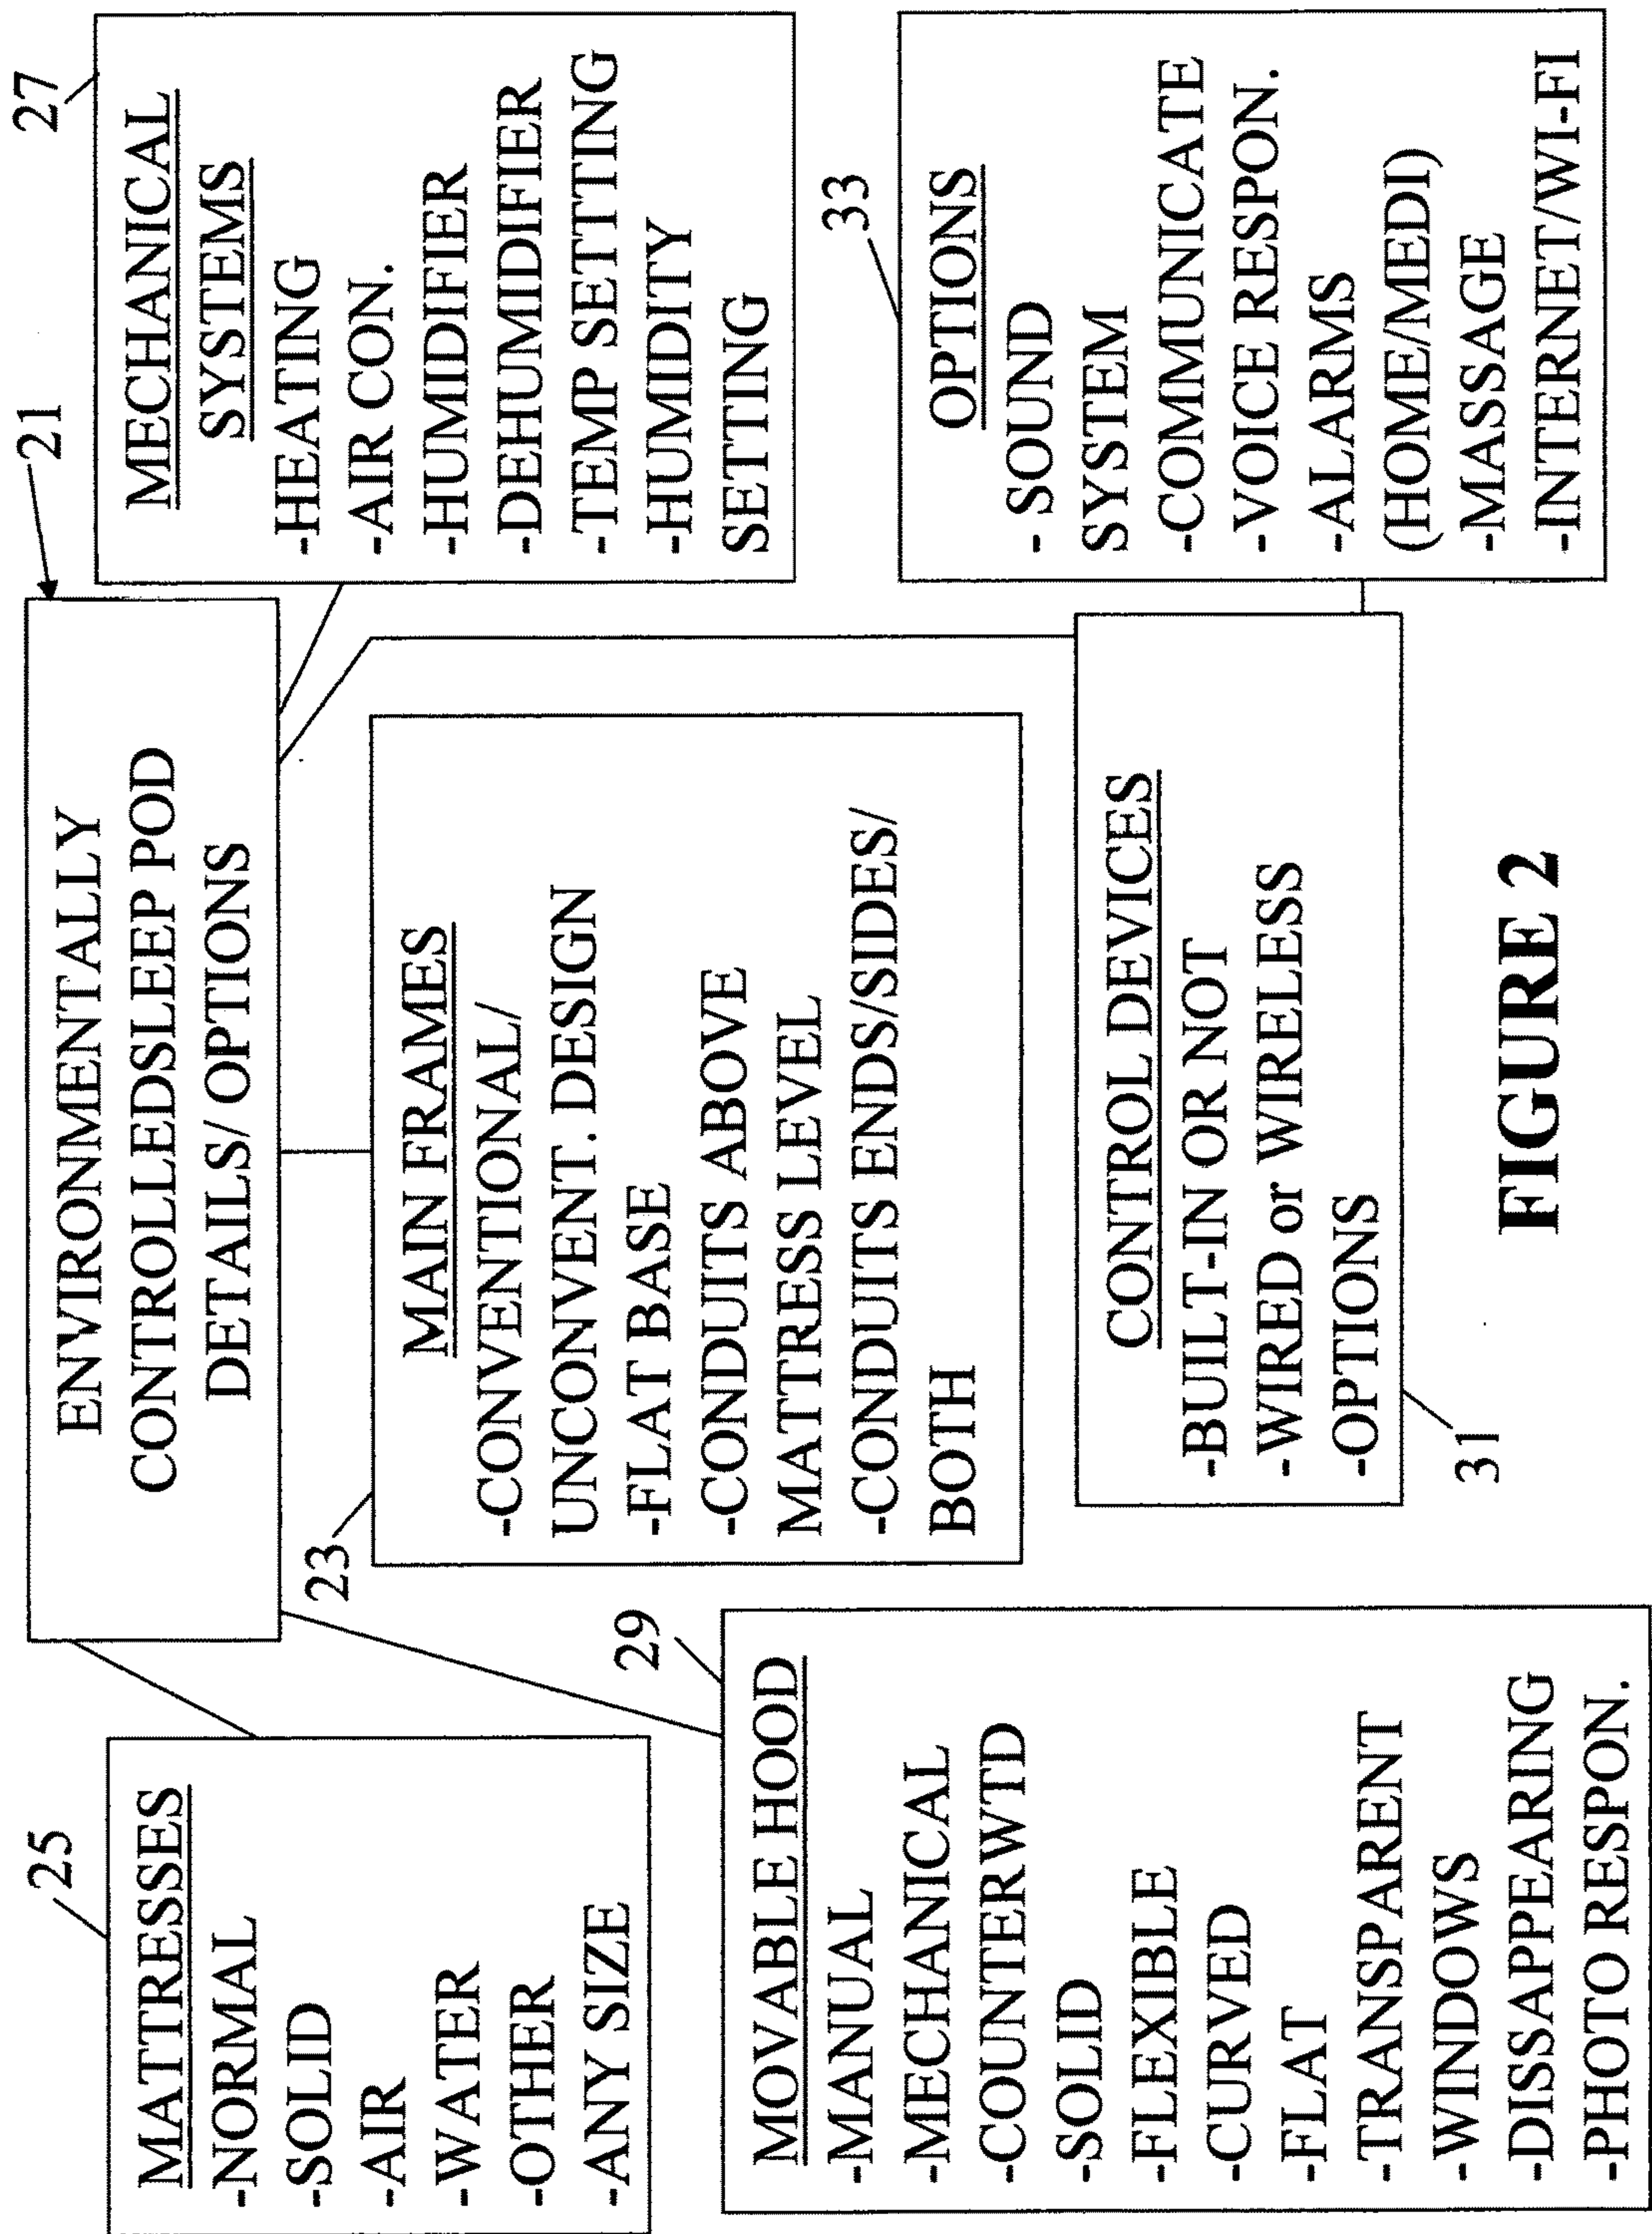 21
ENVIRONMENTALLY
CONTROLLEDSLEEP POD
DETAILS/ OPTIONS
25
MATTRESSES
-NORMAL
-SOLID
-AIR
-WATER
-OTHER
-ANY SIZE
23
MAIN FRAMES
-CONVENTIONAL/
UNCONVENT. DESIGN
-FLAT BASE
-CONDUITS ABOVE
MATTRESS LEVEL
-CONDUITS ENDS/SIDES/
BOTH
27
MECHANICAL
SYSTEMS
-HEATING
-AIR CON.
-HUMIDIFIER
-DEHUMIDIFIER
-TEMP SETTING
-HUMIDITY
SETTING
29
MOVABLE HOOD
-MANUAL
-MECHANICAL
-COUNTERWTD
-SOLID
-FLEXIBLE
-CURVED
-FLAT
-TRANSPARENT
-WINDOWS
-DISSAPPEARING
-PHOTO RESPON.
31
CONTROL DEVICES
-BUILT-IN OR NOT
-WIRED or WIRELESS
-OPTIONS
33
OPTIONS
- SOUND
SYSTEM
-COMMUNICATE
-VOICE RESPON.
-ALARMS
(HOME/MEDI)
-MASSAGE
-INTERNET/WI-FI
FIGURE 2